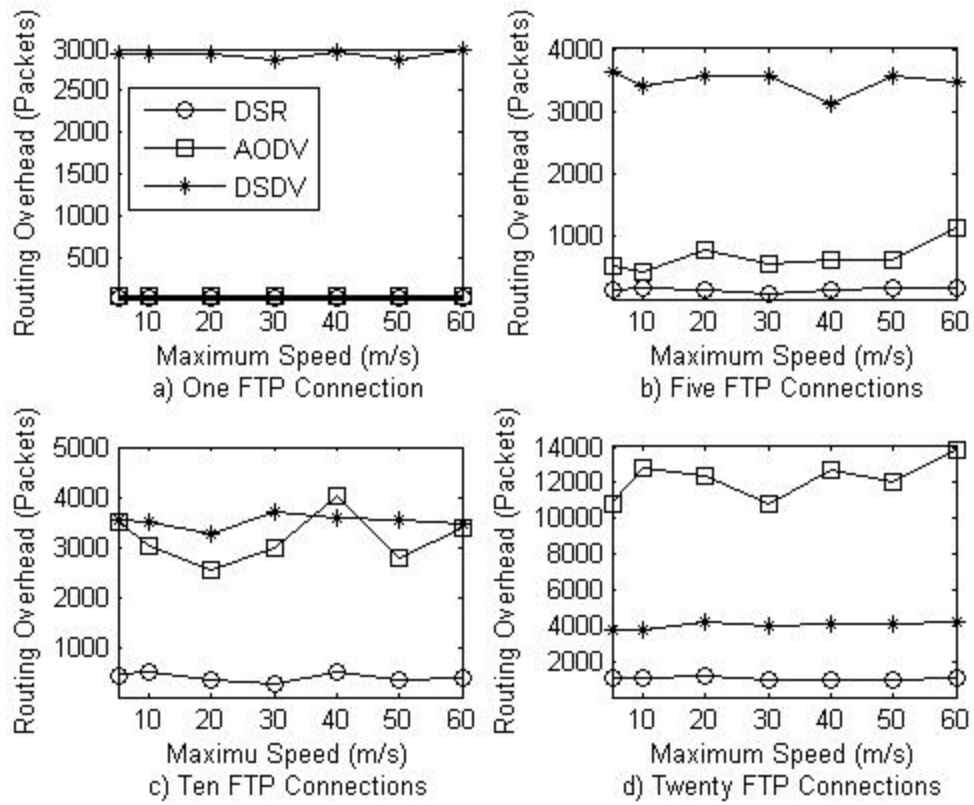 Routing Overhead (Packets)
3000
2500
2000
1500
1000
500
DSR
AODV
DSDV
10 20 30 40 50 60
Maximum Speed (m/s)
a) One FTP Connection
Routing Overhead (Packets)
4000
3000
2000
1000
10 20 30 40 50 60
Maximum Speed (m/s)
b) Five FTP Connections
Routing Overhead (Packets)
5000
4000
3000
2000
1000
10 20 30 40 50 60
Maximu Speed (m/s)
c) Ten FTP Connections
Routing Overhead (Packets)
14000
12000
10000
8000
6000
4000
2000
10 20 30 40 50 60
Maximum Speed (m/s)
d) Twenty FTP Connections